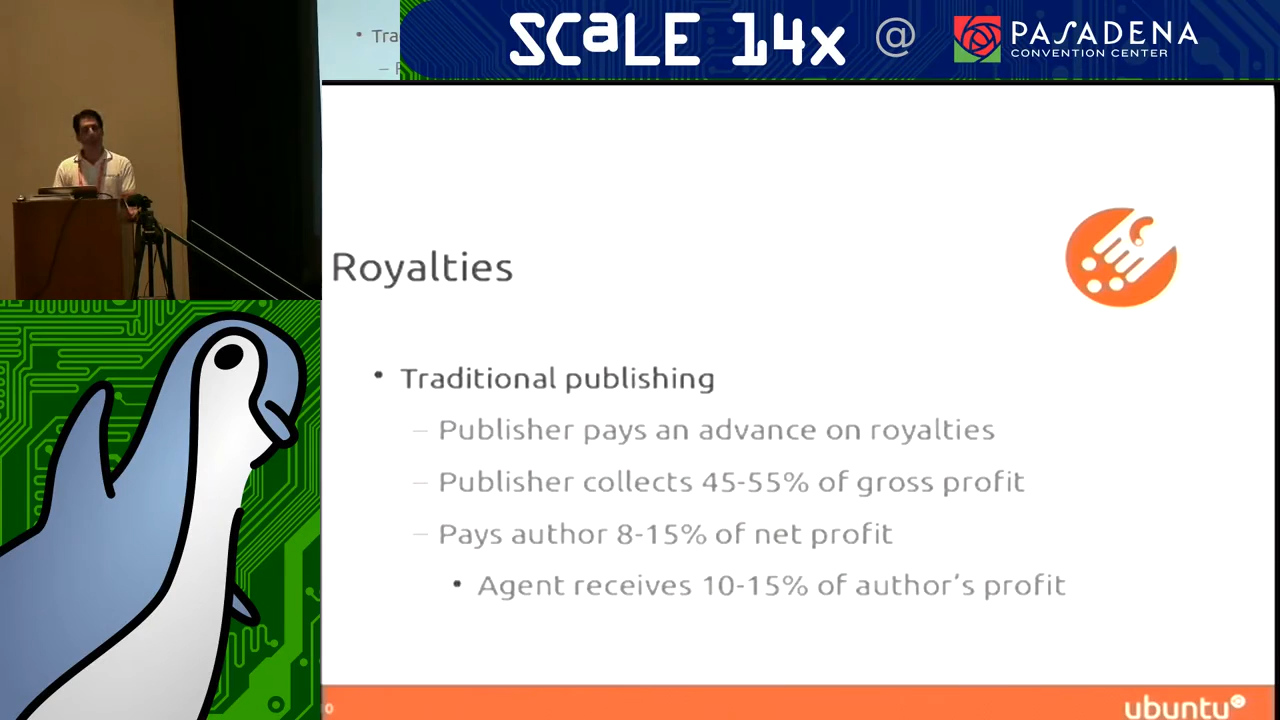 • Tra
SCaLE 14x @ PASADENA
CONVENTION CENTER
Royalties
• Traditional publishing
– Publisher pays an advance on royalties
– Publisher collects 45-55% of gross profit
– Pays author 8-15% of net profit
• Agent receives 10-15% of author's profit
ubuntu